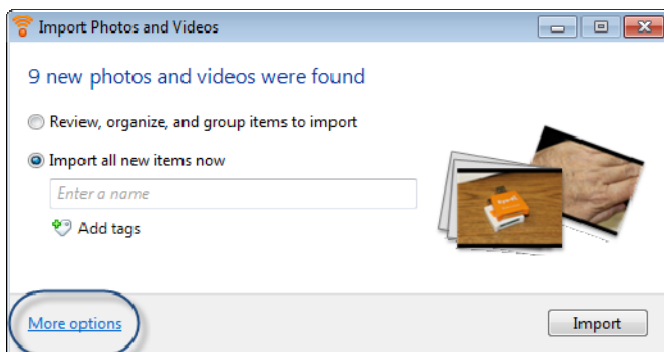 Import Photos and Videos
9 new photos and videos were found
Review, organize, and group items to import
Import all new items now
Enter a name
Add tags
More options
Import